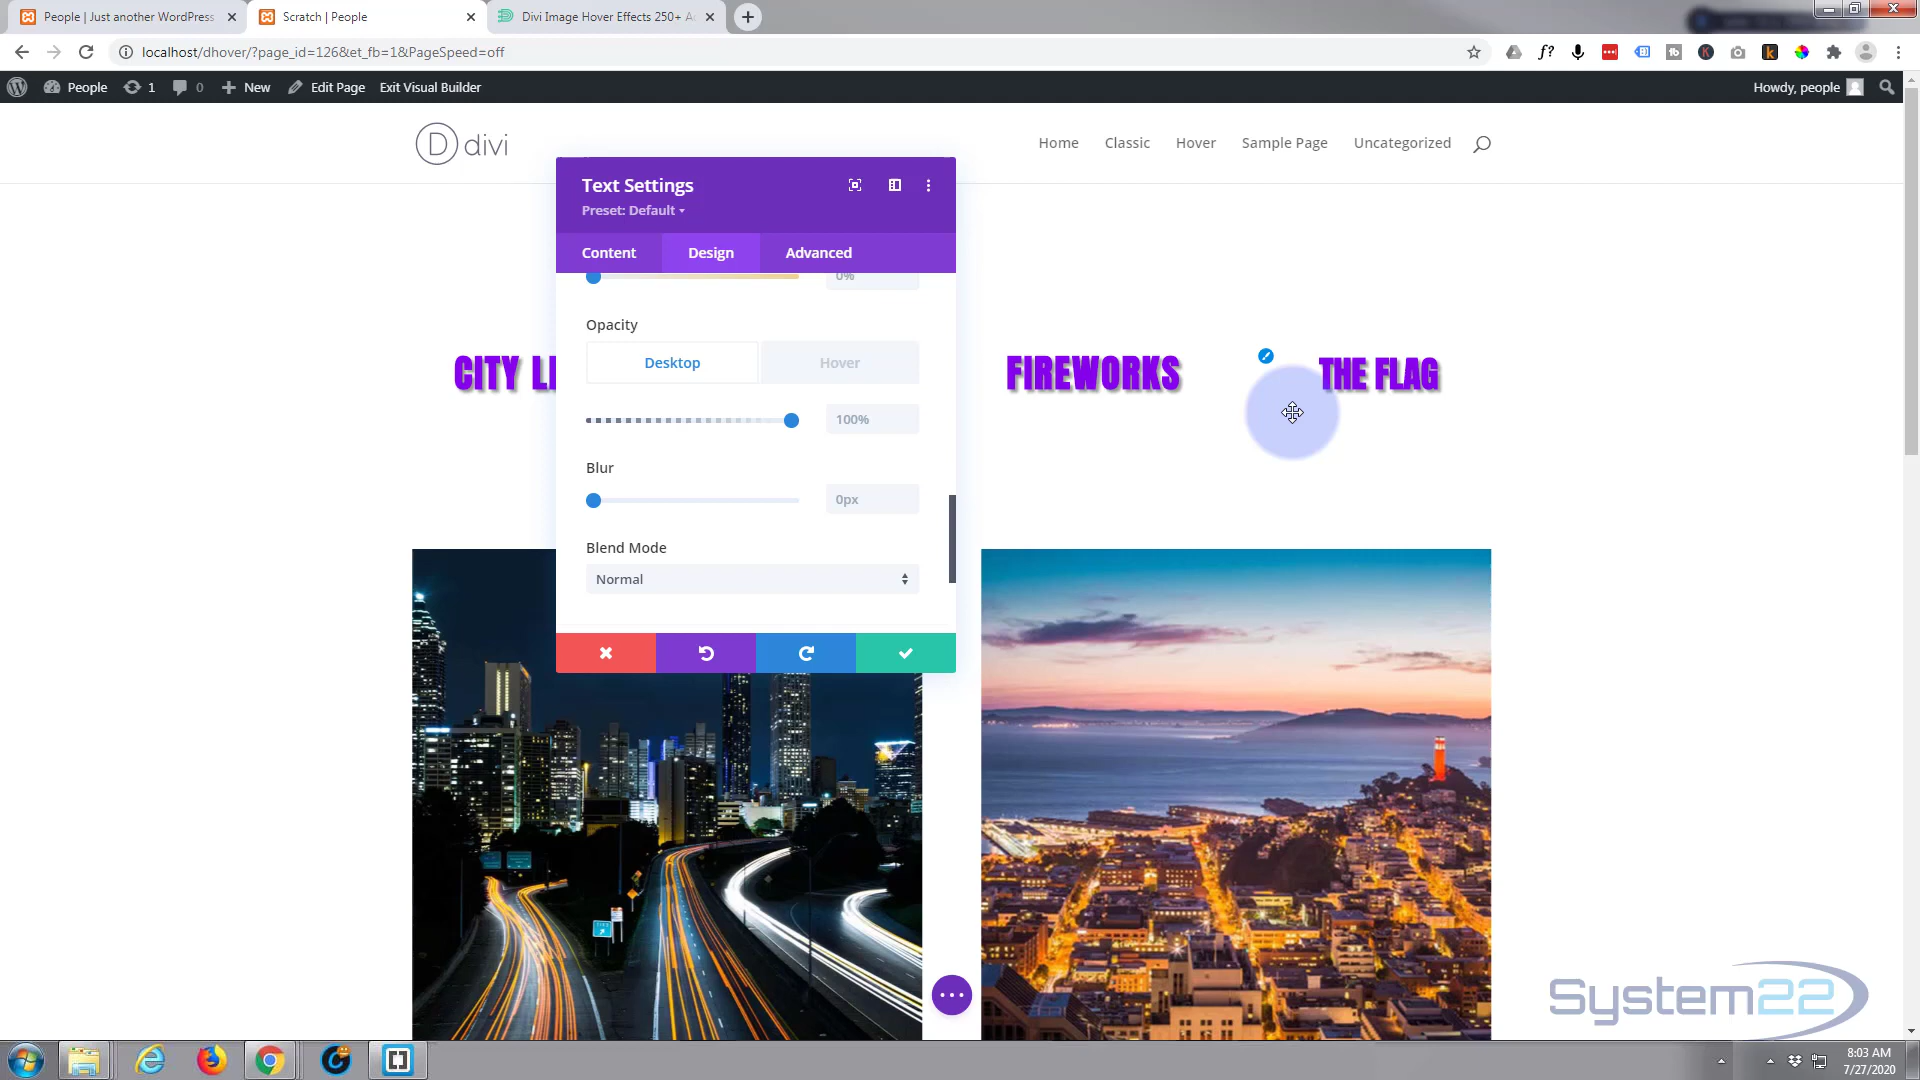 People | Just another WordPress
Scratch | People
Divi Image Hover Effects 250+ A
localhost/dhover/?page_id=126&et_fb=1&PageSpeed=off
f?
People
1
0
New
Edit Page
Exit Visual Builder
Howdy, people
D divi
Home
Classic
Hover
Sample Page
Uncategorized
Text Settings
Preset: Default
Content
Design
Advanced
0%
Opacity
Desktop
Hover
100%
Blur
0px
Blend Mode
Normal
CITY LI
FIREWORKS
THE FLAG
System22
8:03 AM
7/27/2020